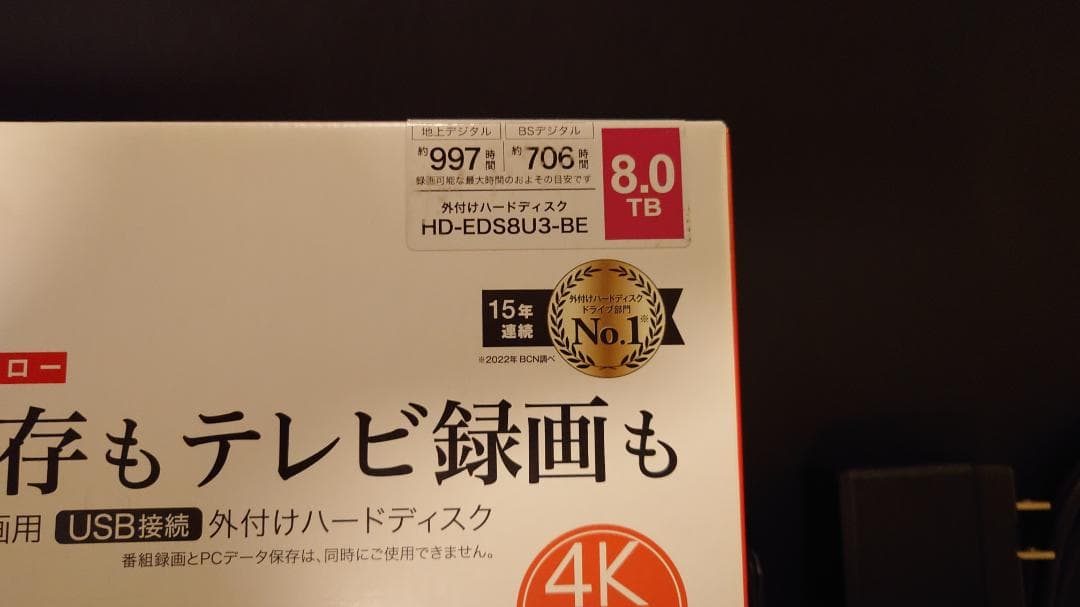 地上デジタル BSデジタル
約997時間 約706時間
録画可能な最大時間のおよその目安です
8.0
TB
外付けハードディスク
HD-EDS8U3-BE
15年
連続
外付けハードディスク
ドライブ部門
No.1※
※2022年 BCN調べ
ロー
存もテレビ録画も
画用 USB接続 外付けハードディスク
番組録画とPCデータ保存は、同時にご使用できません。
4K